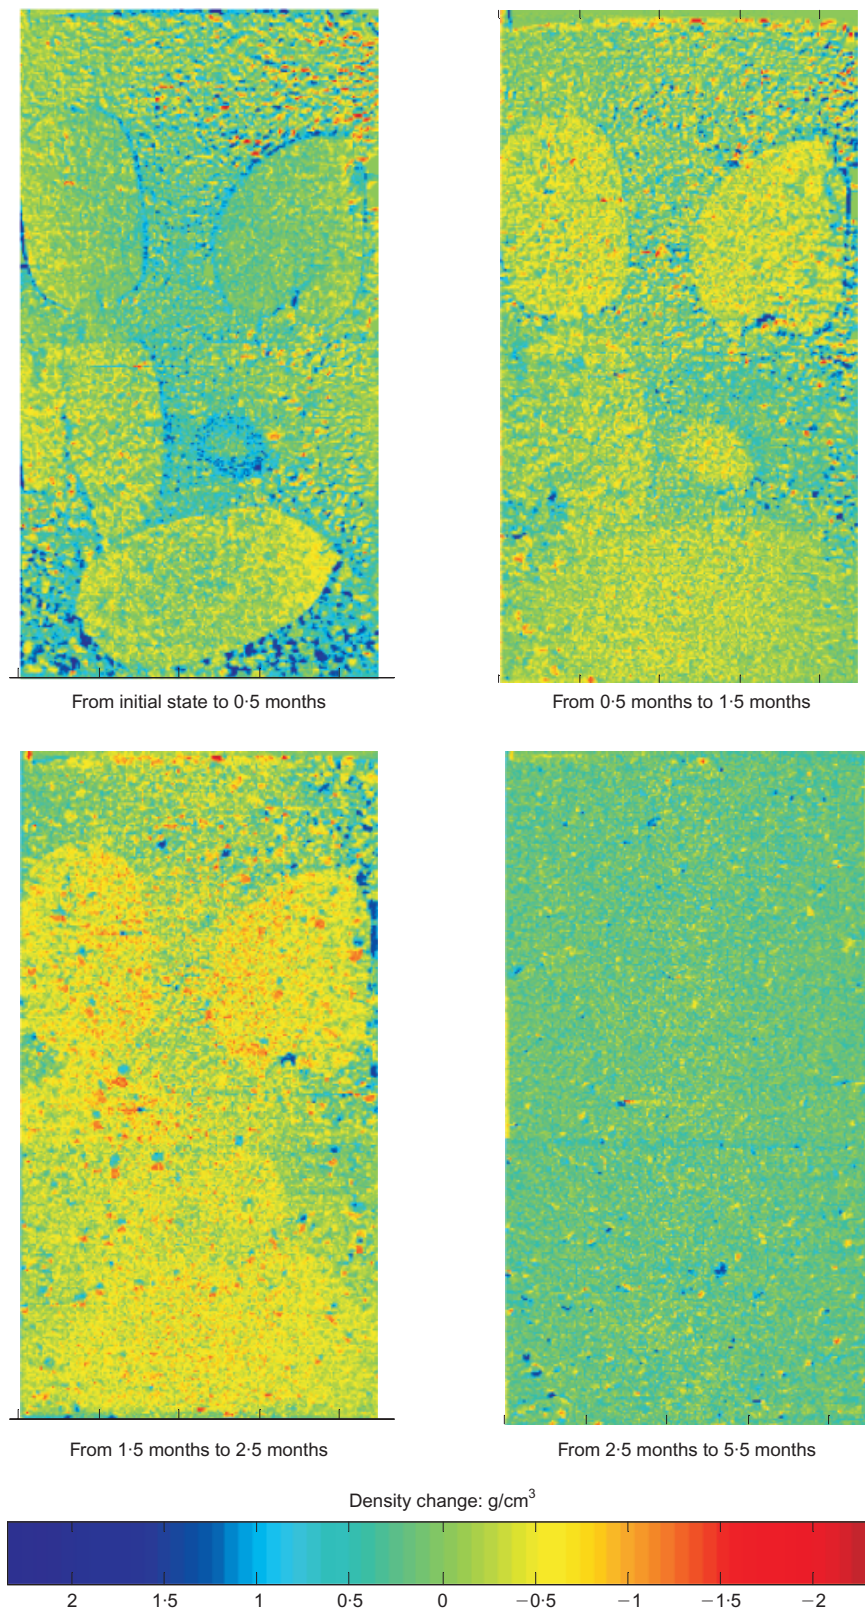 From initial state to 0·5 months
From 0·5 months to 1·5 months
From 1·5 months to 2·5 months
From 2·5 months to 5·5 months
Density change: g/cm³
2 1·5 1 0·5 0 −0·5 −1 −1·5 −2